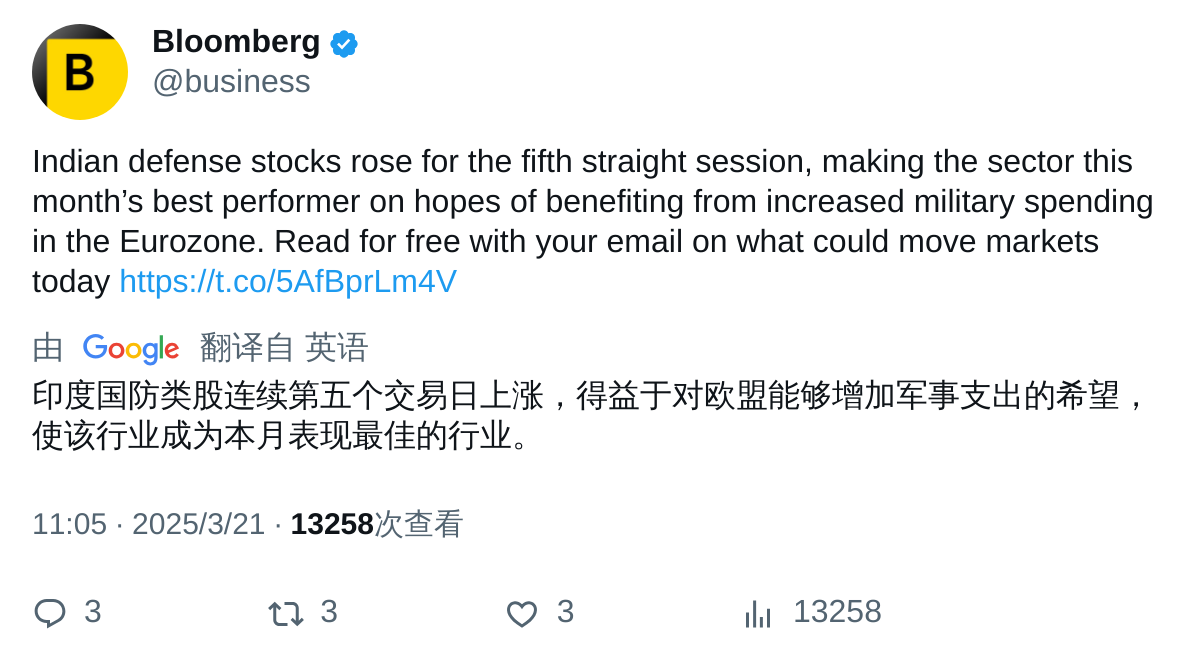 B
Bloomberg
@business
Indian defense stocks rose for the fifth straight session, making the sector this
month’s best performer on hopes of benefiting from increased military spending
in the Eurozone. Read for free with your email on what could move markets
today https://t.co/5AfBprLm4V
由 Google 翻译自 英语
印度国防类股连续第五个交易日上涨，得益于对欧盟能够增加军事支出的希望，
使该行业成为本月表现最佳的行业。
11:05 · 2025/3/21 · 13258次查看
3 3 3 13258